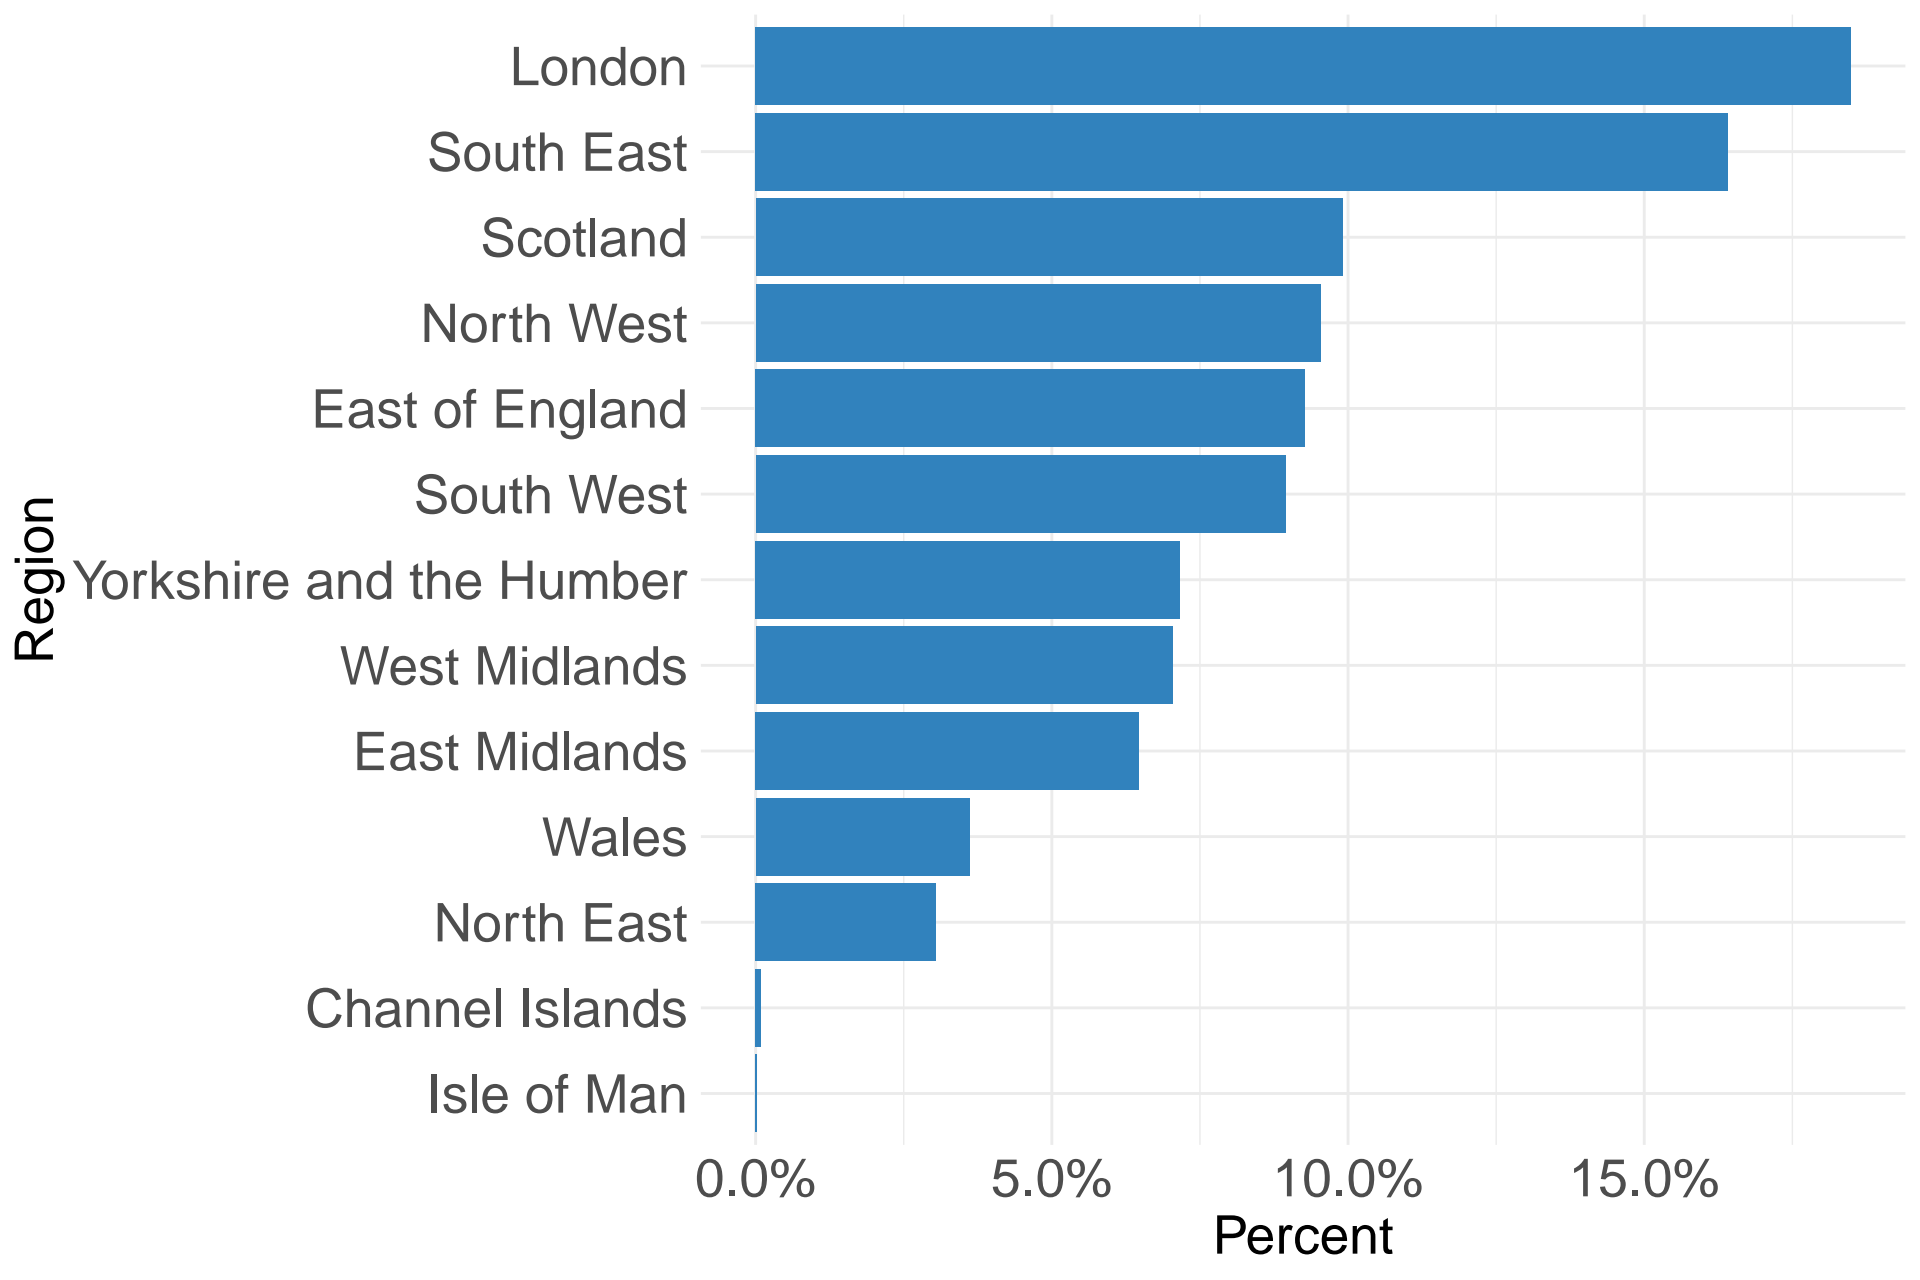 Region
London
South East
Scotland
North West
East of England
South West
Yorkshire and the Humber
West Midlands
East Midlands
Wales
North East
Channel Islands
Isle of Man
0.0% 5.0% 10.0% 15.0%
Percent